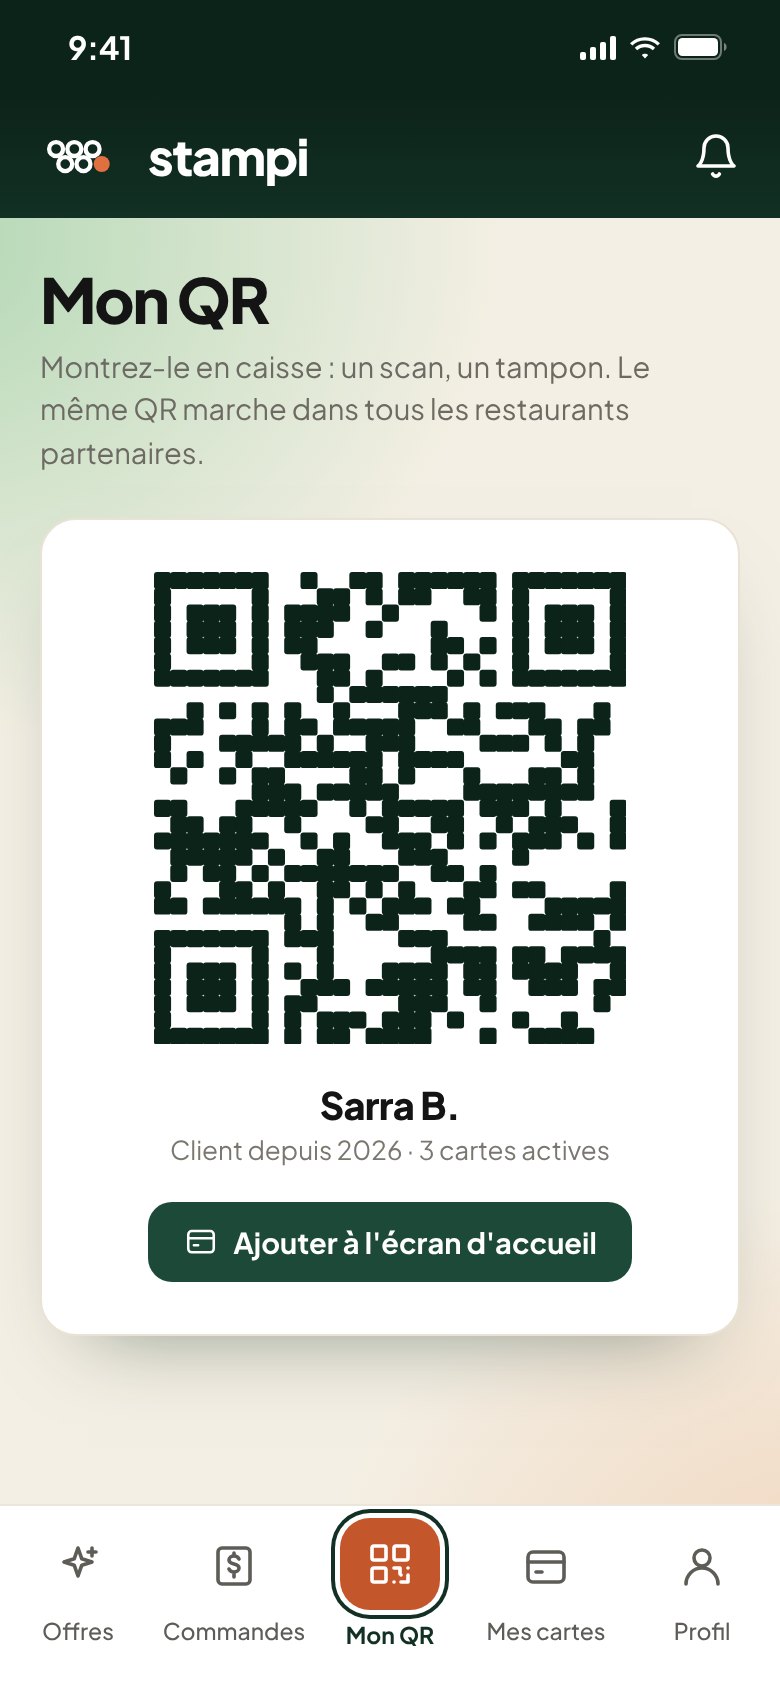 9:41
stampi
Mon QR
Montrez-le en caisse : un scan, un tampon. Le
même QR marche dans tous les restaurants
partenaires.
Sarra B.
Client depuis 2026 · 3 cartes actives
Ajouter à l'écran d'accueil
Offres
Commandes
Mon QR
Mes cartes
Profil